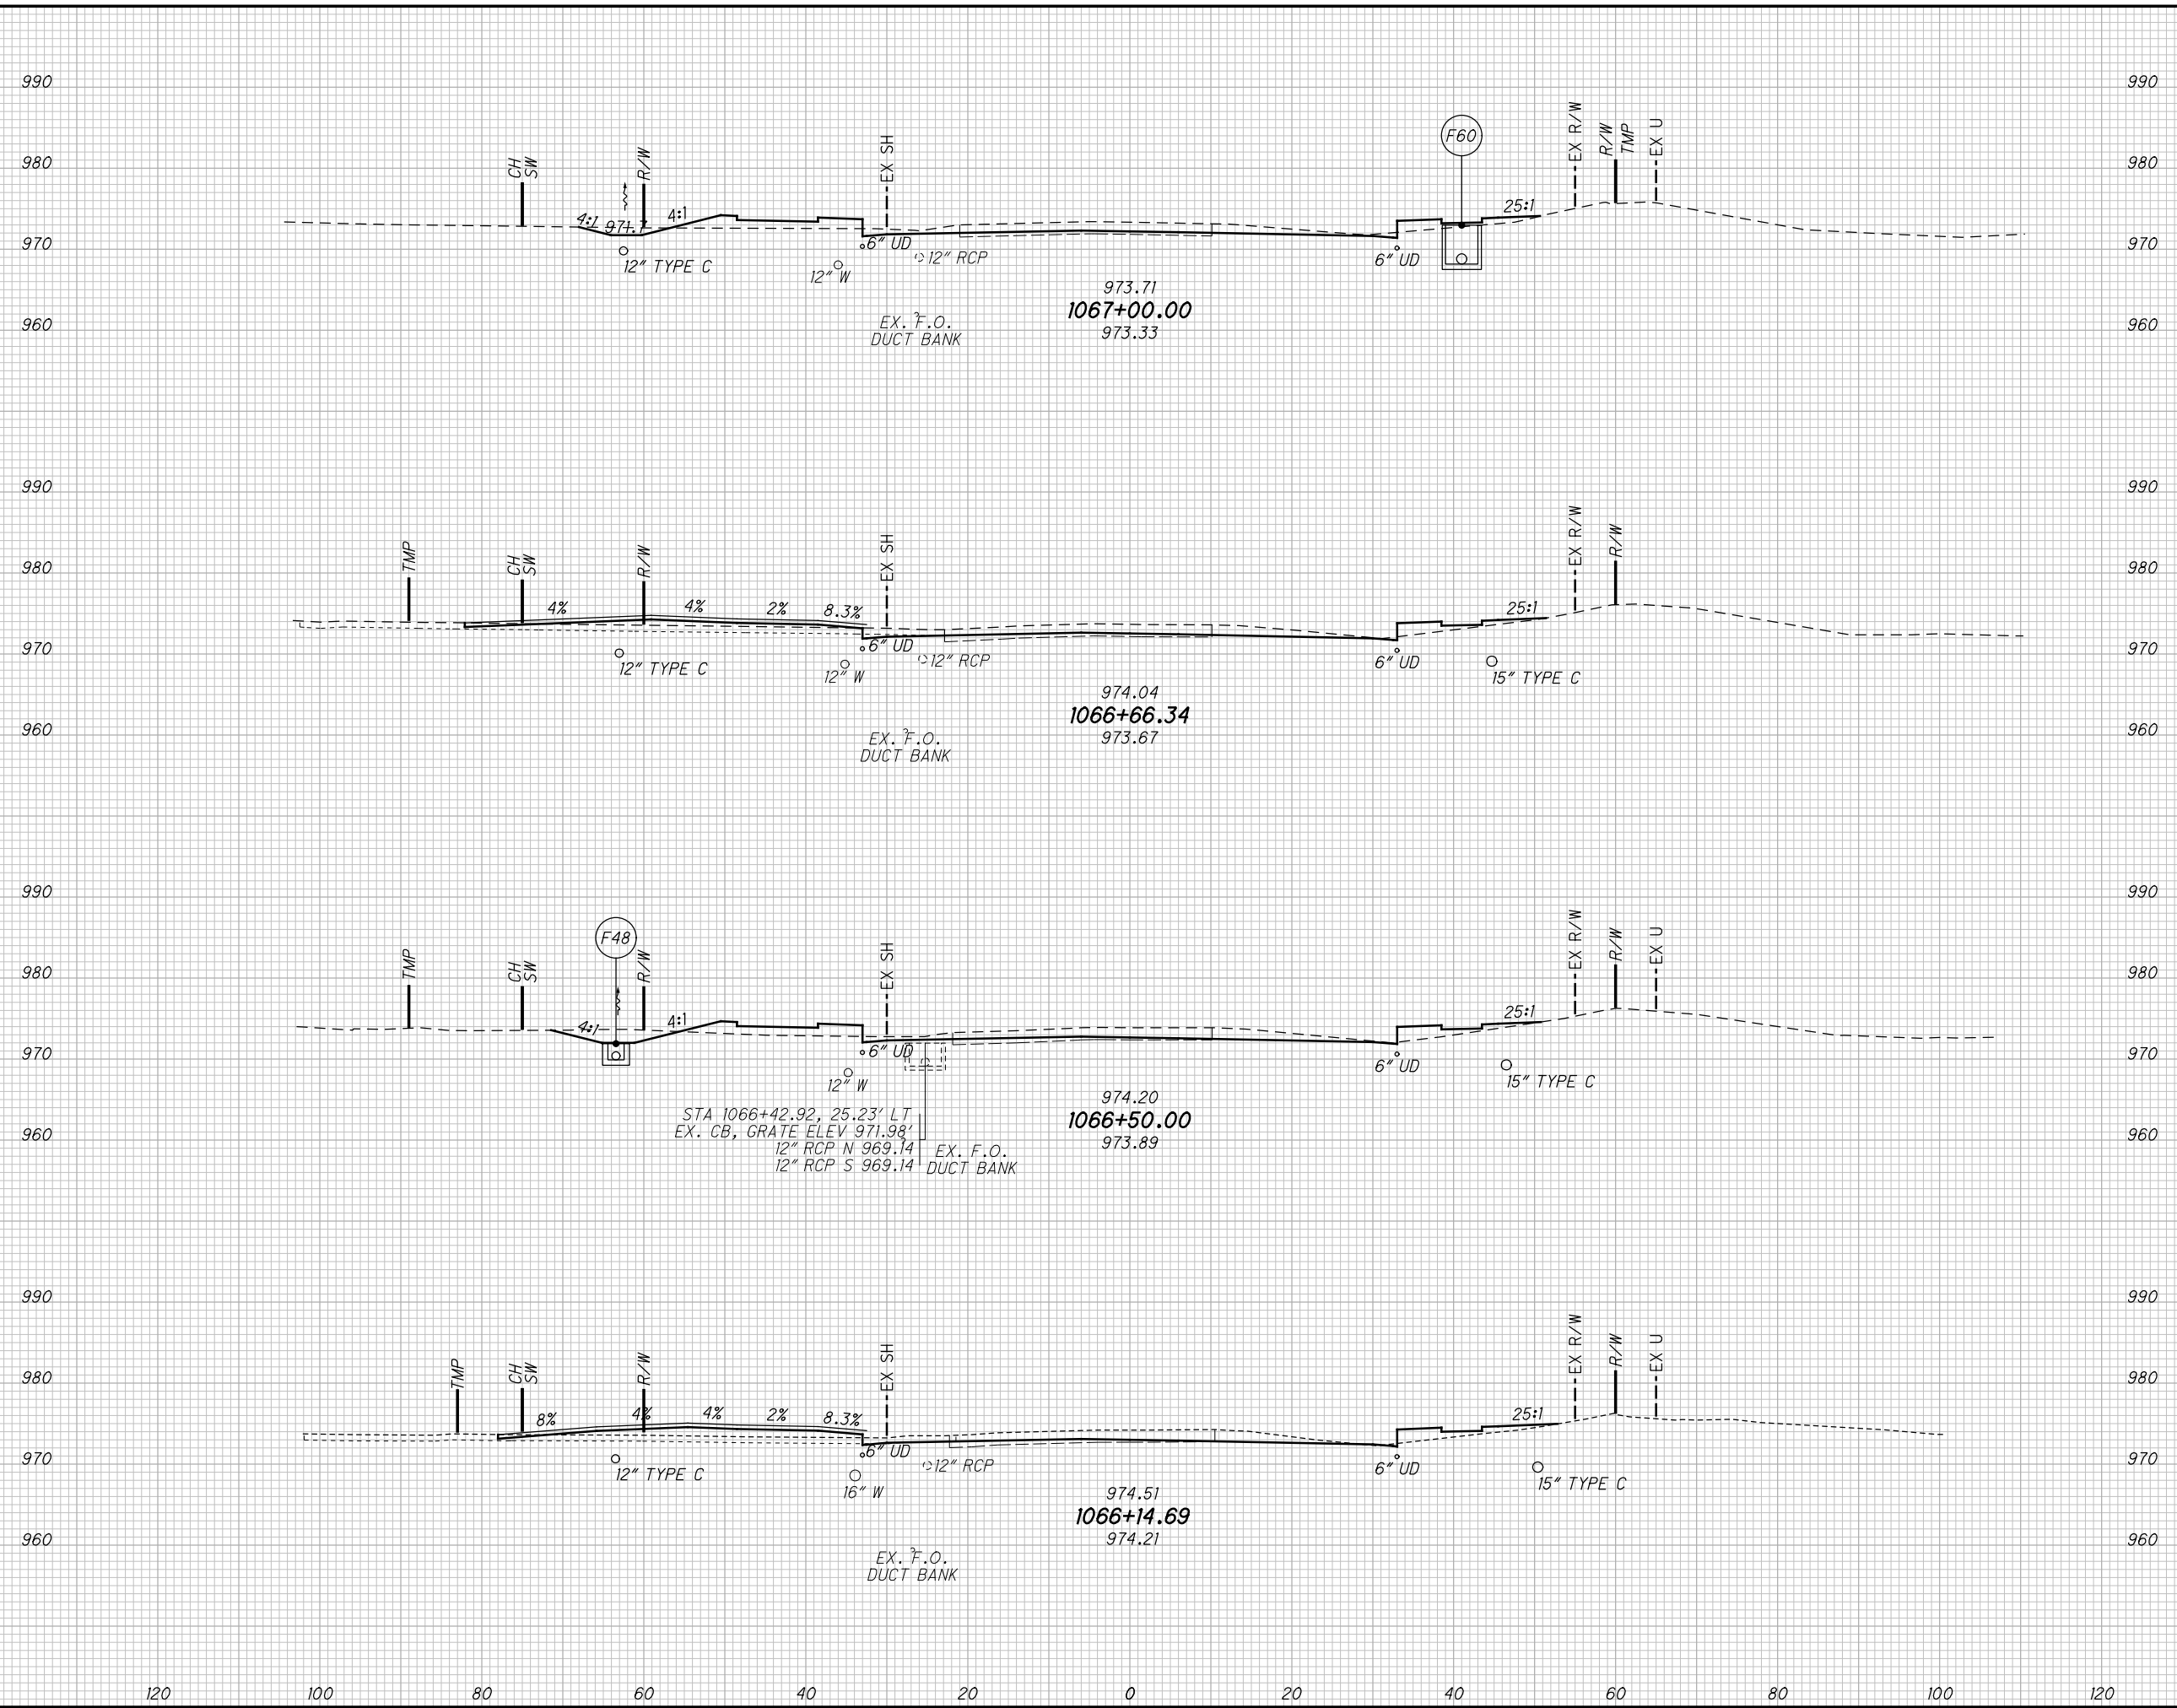 990 990
EX R/W
R/W
TMP
EX U
F60
EX SH
980 980
CH
SW
R/W
4:1 971.7 4:1
25:1
970 970
6" UD
12" TYPE C
12" W
12" RCP
6" UD
973.71
1067+00.00
973.33
EX. F.O.
DUCT BANK
960 960
990 990
EX R/W
R/W
TMP
CH
SW
R/W
EX SH
980 980
4% 4% 2% 8.3%
25:1
970 970
6" UD
12" TYPE C
12" W
12" RCP
6" UD
15" TYPE C
974.04
1066+66.34
973.67
EX. F.O.
DUCT BANK
960 960
990 990
F48
EX R/W
R/W
EX U
TMP
CH
SW
R/W
EX SH
980 980
4:1 4:1
25:1
970 970
6" UD
12" W
6" UD
15" TYPE C
974.20
1066+50.00
973.89
STA 1066+42.92, 25.23' LT
EX. CB, GRATE ELEV 971.98'
12" RCP N 969.14
12" RCP S 969.14
EX. F.O.
DUCT BANK
960 960
990 990
EX R/W
R/W
EX U
TMP
CH
SW
R/W
EX SH
980 980
8% 4% 4% 2% 8.3%
25:1
970 970
6" UD
12" TYPE C
16" W
12" RCP
6" UD
15" TYPE C
974.51
1066+14.69
974.21
EX. F.O.
DUCT BANK
960 960
120 100 80 60 40 20 0 20 40 60 80 100 120